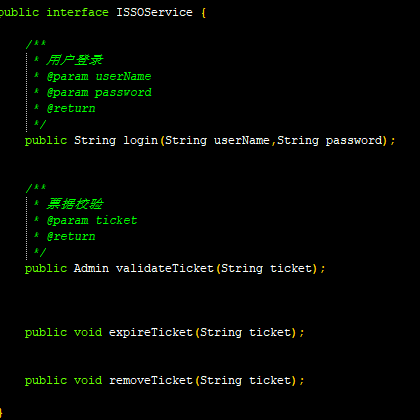 public interface ISSOService {
/**
* 用户登录
* @param userName
* @param password
* @return
*/
public String login(String userName,String password);
/**
* 票据校验
* @param ticket
* @return
*/
public Admin validateTicket(String ticket);
public void expireTicket(String ticket);
public void removeTicket(String ticket);
}